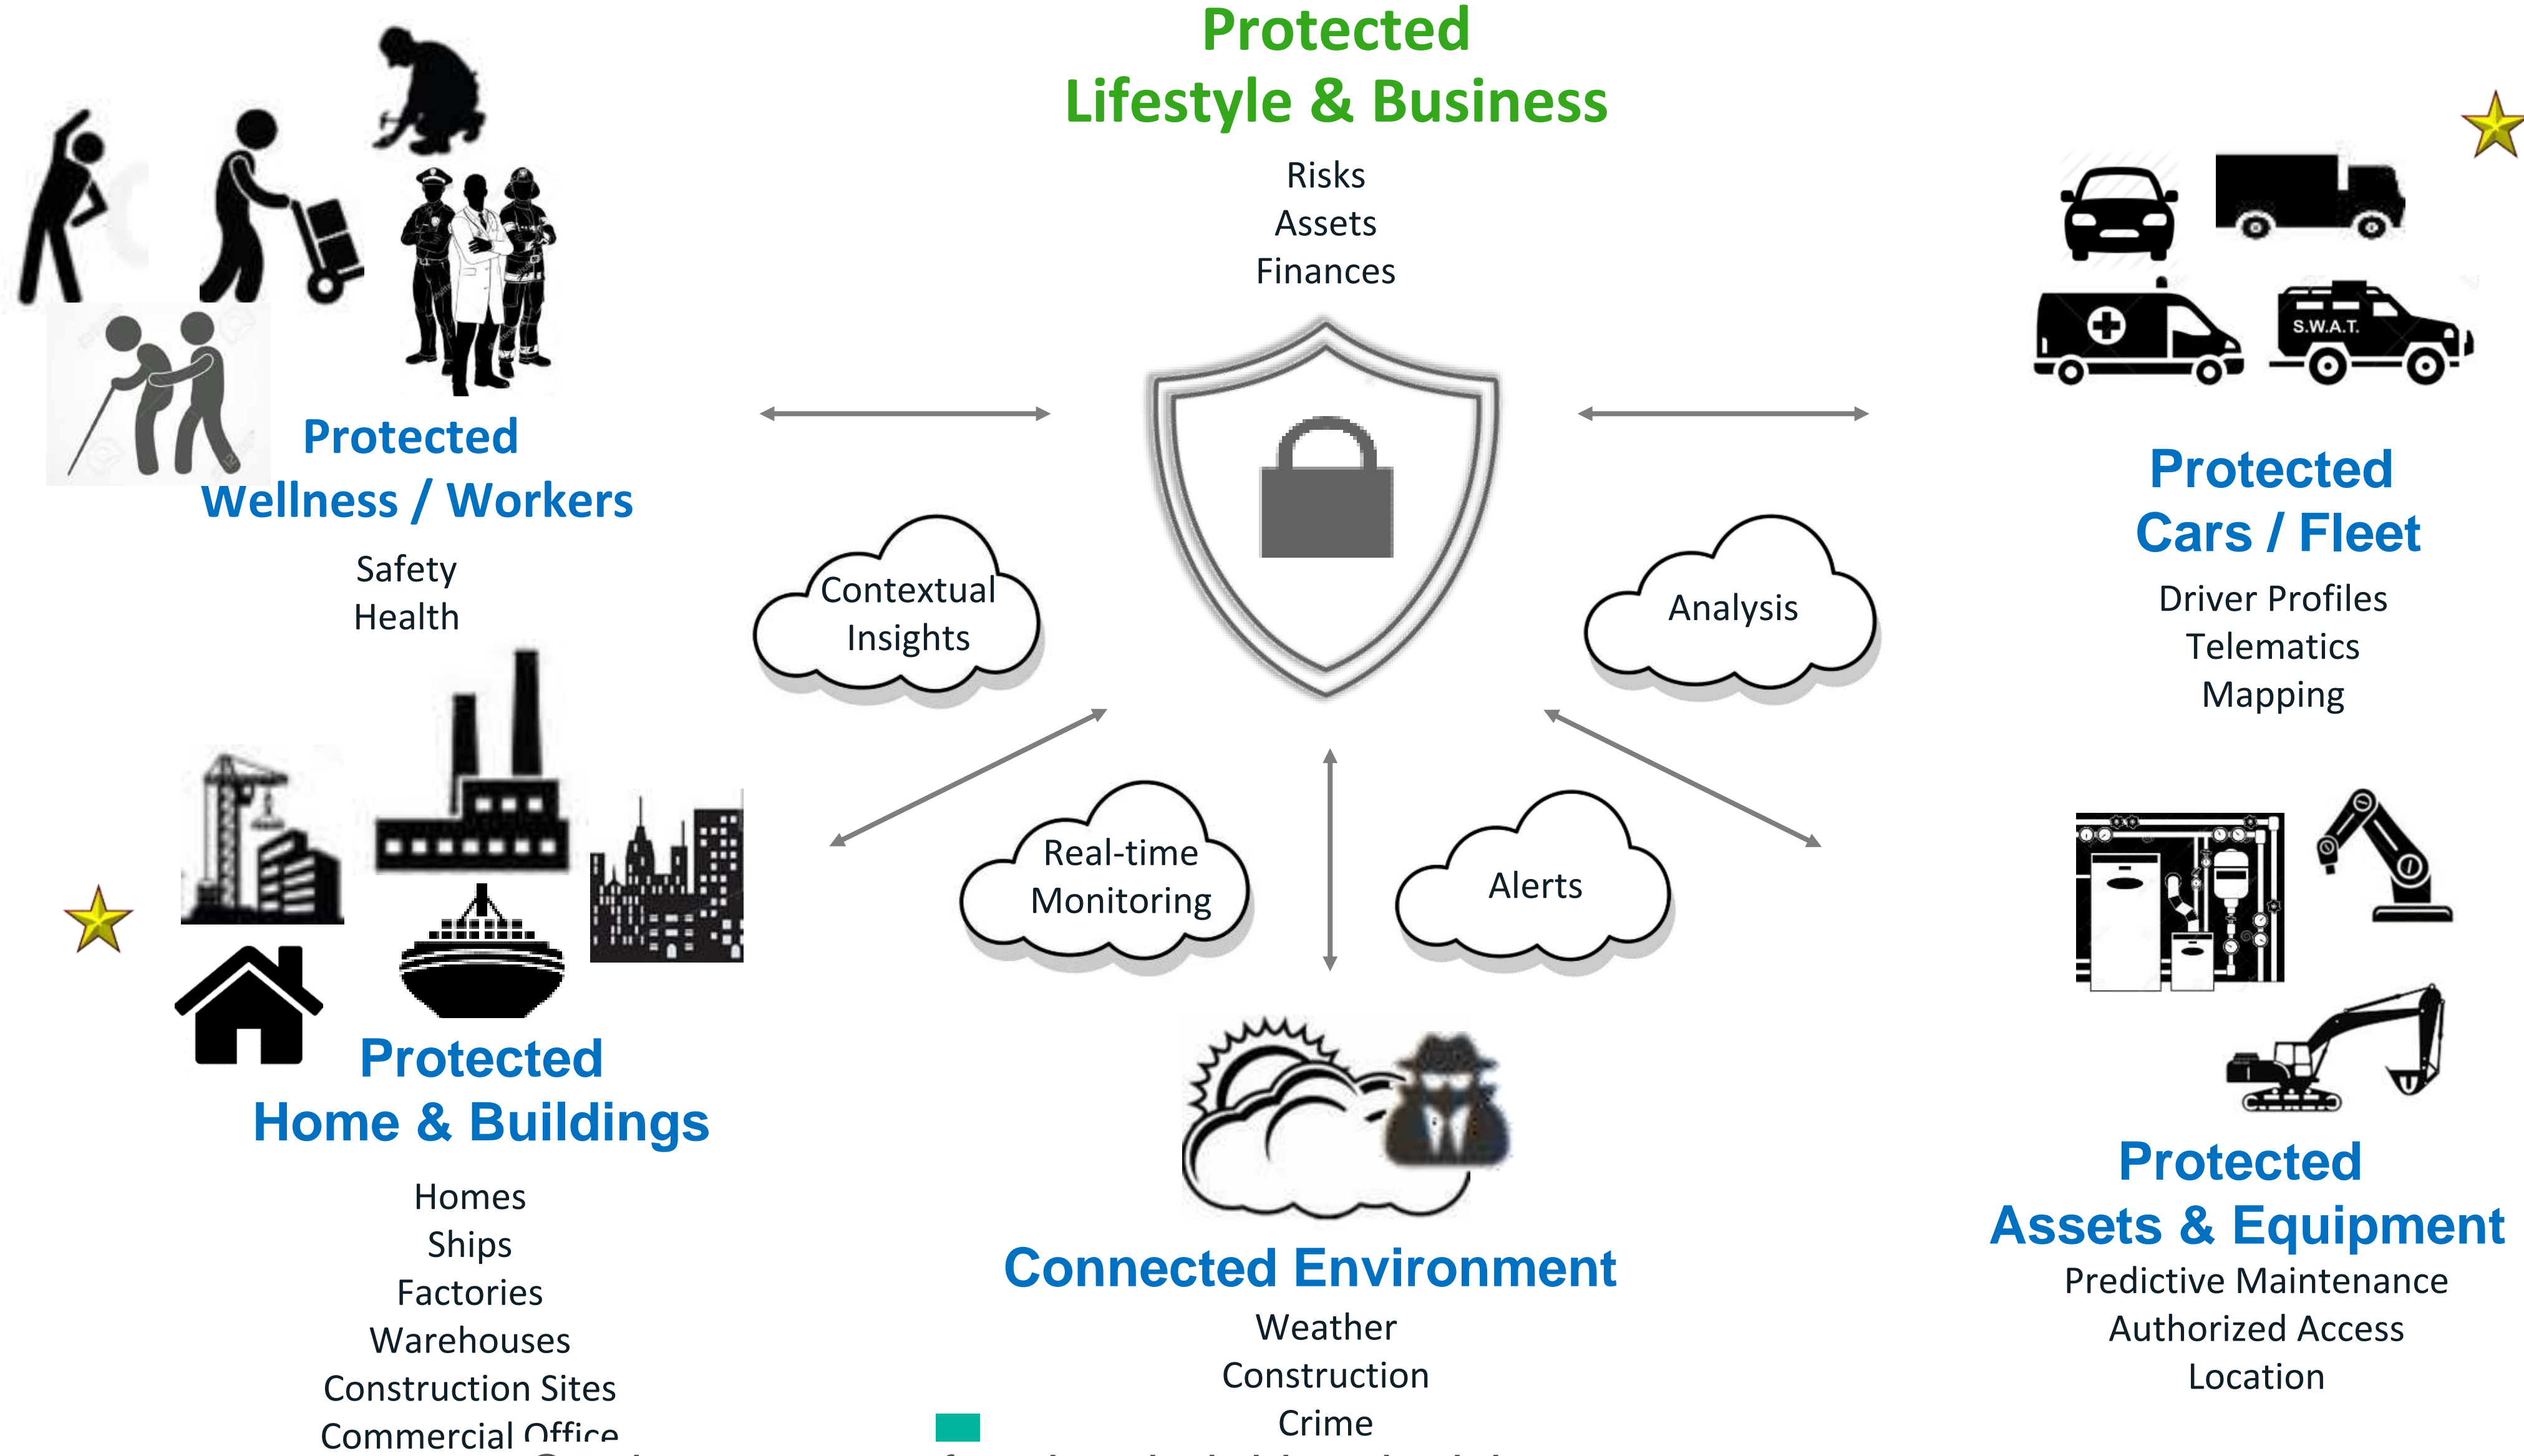 Protected
Lifestyle & Business
Risks
Assets
Finances
Protected
Wellness / Workers
Safety
Health
S.W.A.T.
Protected
Cars / Fleet
Driver Profiles
Telematics
Mapping
Contextual
Insights
Analysis
Real-time
Monitoring
Alerts
Protected
Home & Buildings
Homes
Ships
Factories
Warehouses
Construction Sites
Commercial Office
Connected Environment
Weather
Construction
Crime
Protected
Assets & Equipment
Predictive Maintenance
Authorized Access
Location